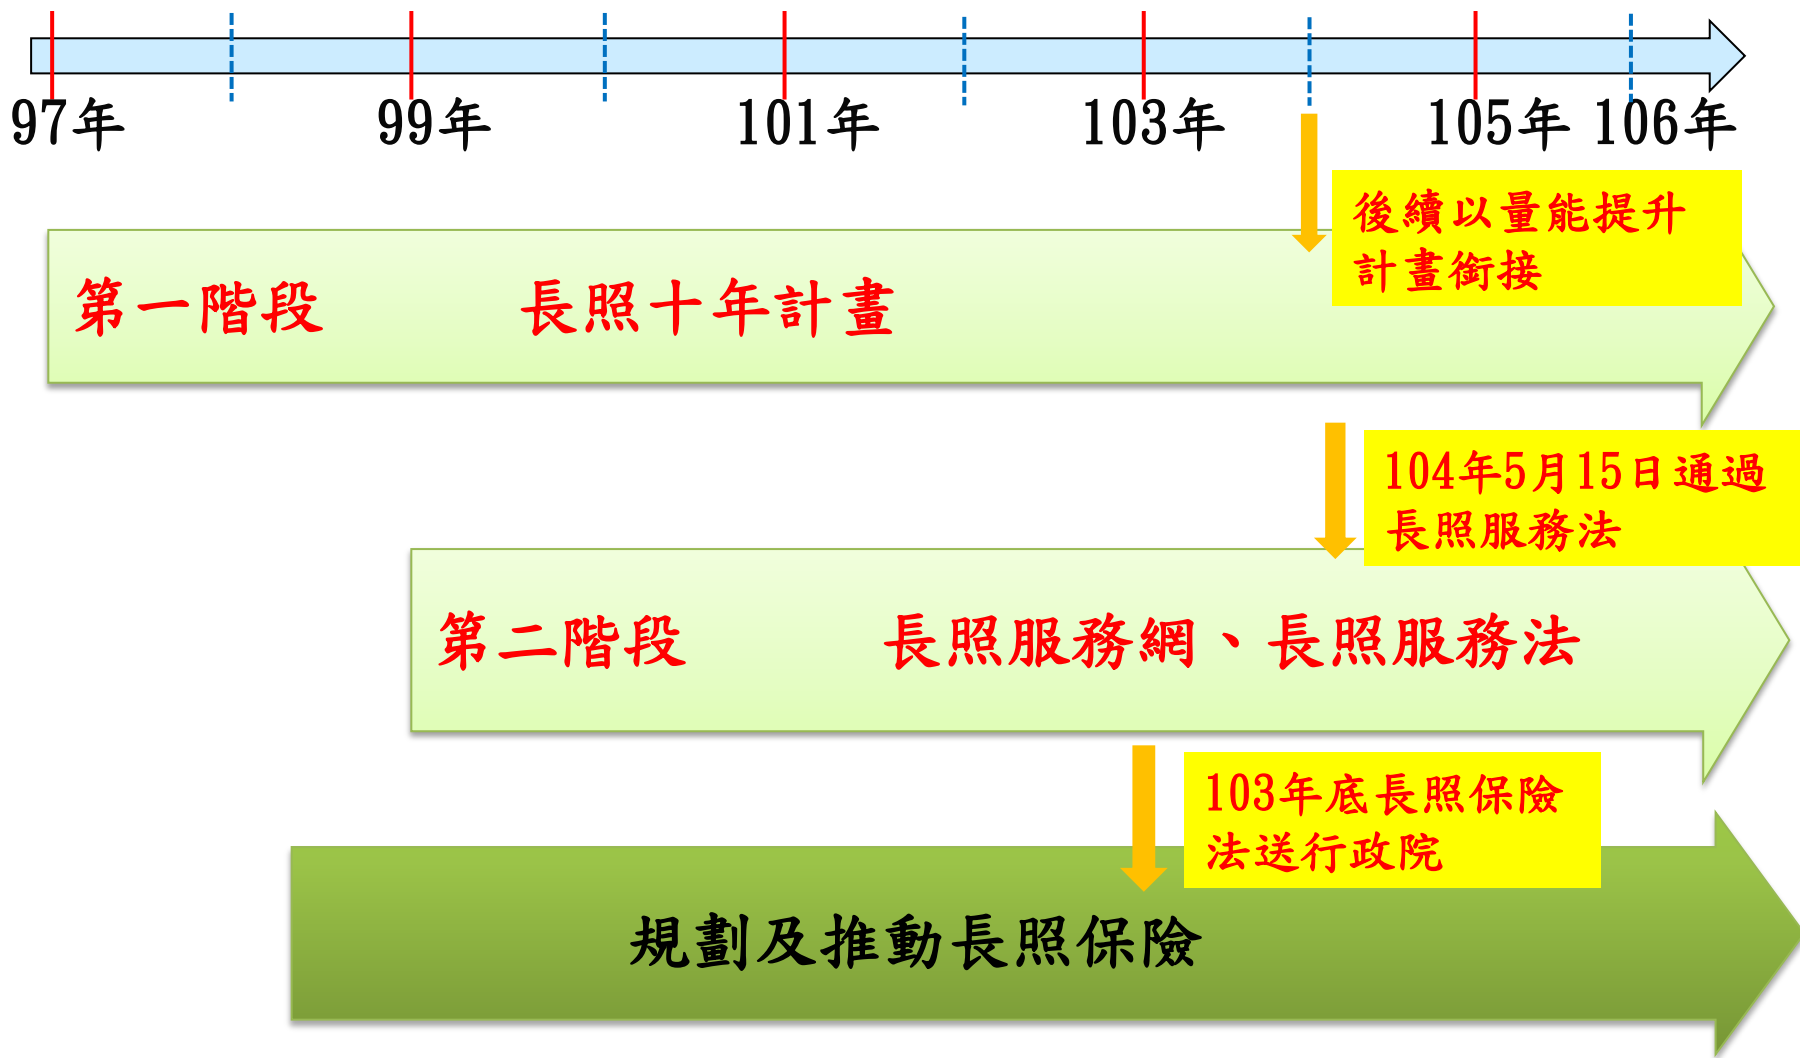 97年 99年 101年 103年 105年 106年
後續以量能提升
計畫銜接
第一階段 長照十年計畫
104年5月15日通過
長照服務法
第二階段 長照服務網、長照服務法
103年底長照保險
法送行政院
規劃及推動長照保險